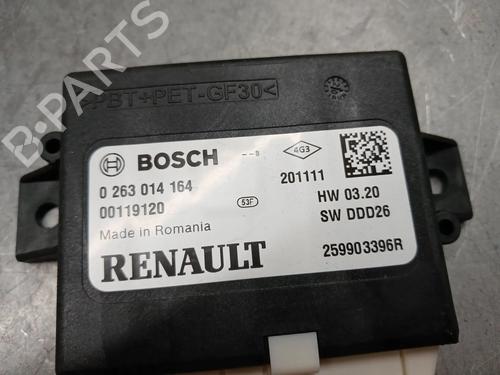 B-PARTS
>PBT+PET-GF30<
BOSCH
--B
4G3
0 263 014 164
201111
00119120
53F
HW 03.20
SW DDD26
Made in Romania
RENAULT
259903396R